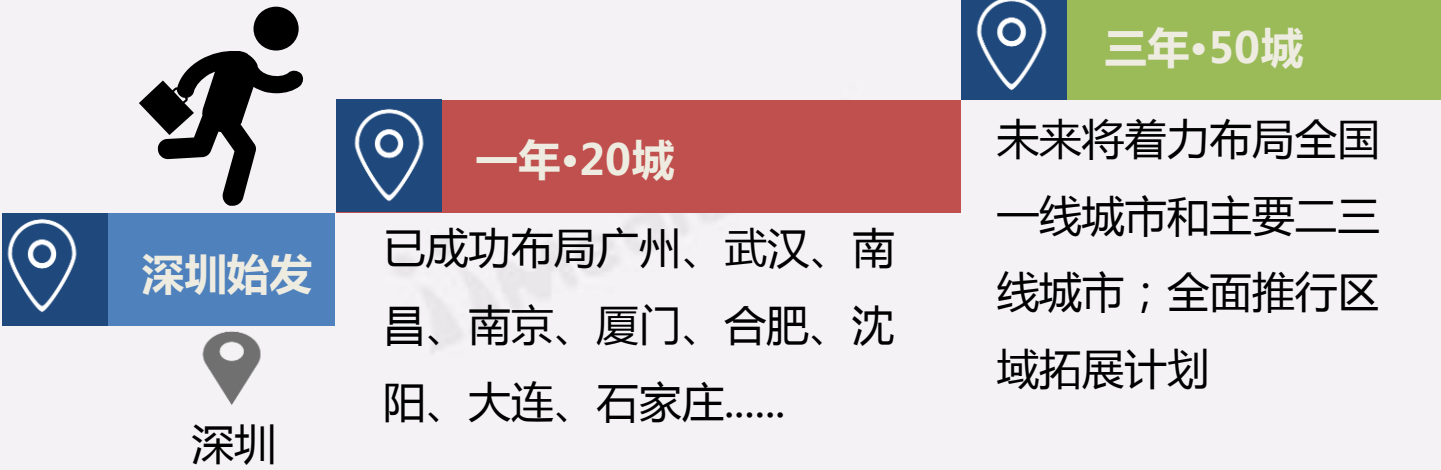 深圳始发
深圳
一年•20城
已成功布局广州、武汉、南
昌、南京、厦门、合肥、沈
阳、大连、石家庄......
三年•50城
未来将着力布局全国
一线城市和主要二三
线城市；全面推行区
域拓展计划